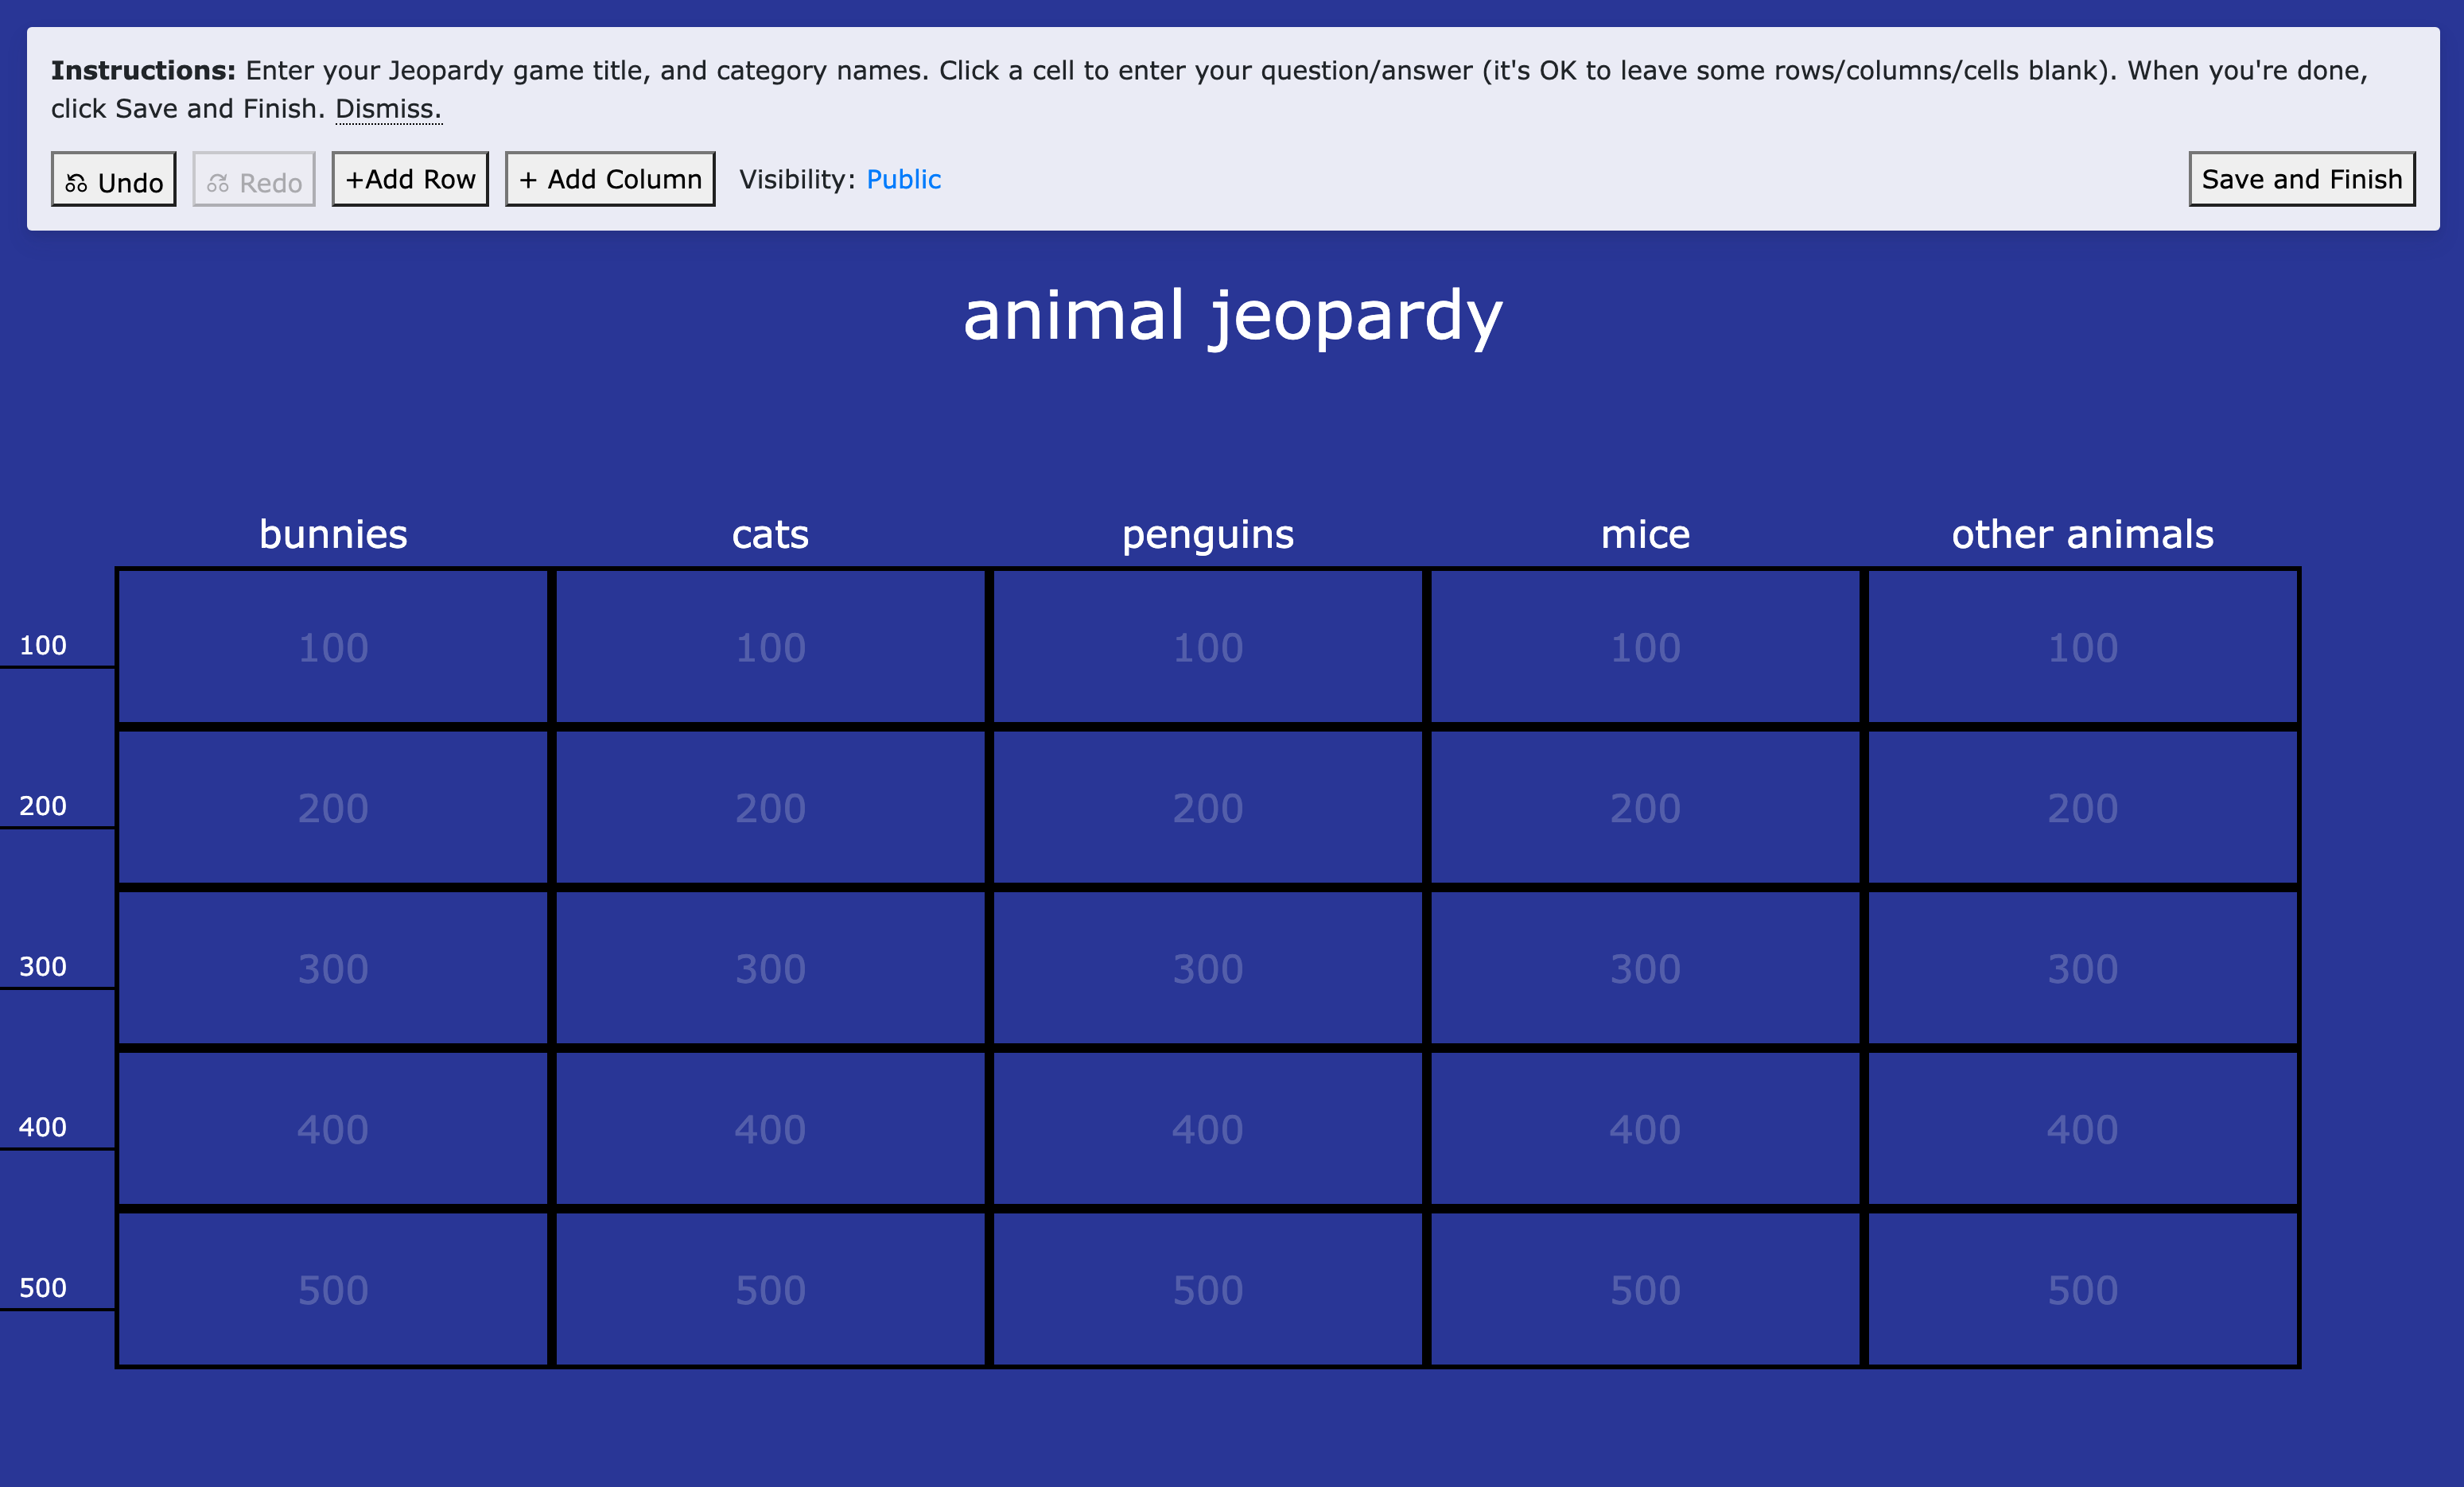 Instructions: Enter your Jeopardy game title, and category names. Click a cell to enter your question/answer (it's OK to leave some rows/columns/cells blank). When you're done,
click Save and Finish. Dismiss.
Undo Redo +Add Row + Add Column Visibility: Public Save and Finish
animal jeopardy
bunnies cats penguins mice other animals
100 100 100 100 100 100
200 200 200 200 200 200
300 300 300 300 300 300
400 400 400 400 400 400
500 500 500 500 500 500